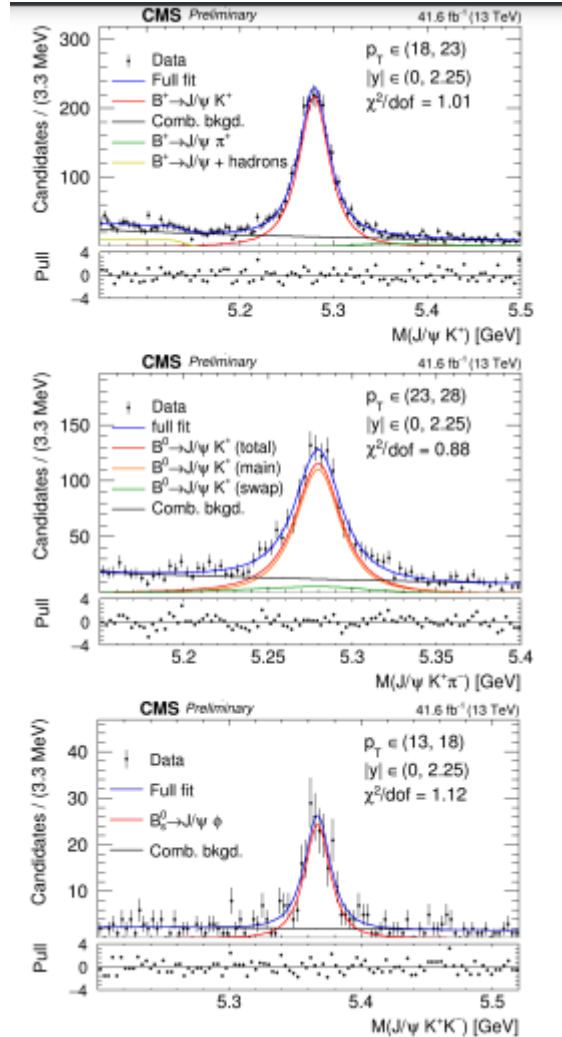 CMS Preliminary 41.6 fb⁻¹ (13 TeV)
Candidates / (3.3 MeV)
300
200
100
Data
Full fit
B⁺→J/ψ K⁺
Comb. bkgd.
B⁺→J/ψ π⁺
B⁺→J/ψ + hadrons
p_T ∈ (18, 23)
|y| ∈ (0, 2.25)
χ²/dof = 1.01
Pull
4
0
−4
5.2 5.3 5.4 5.5
M(J/ψ K⁺) [GeV]
CMS Preliminary 41.6 fb⁻¹ (13 TeV)
Candidates / (3.3 MeV)
150
100
50
Data
full fit
B⁰→J/ψ K⁺ (total)
B⁰→J/ψ K⁺ (main)
B⁰→J/ψ K⁺ (swap)
Comb. bkgd.
p_T ∈ (23, 28)
|y| ∈ (0, 2.25)
χ²/dof = 0.88
Pull
4
0
−4
5.2 5.25 5.3 5.35 5.4
M(J/ψ K⁺π⁻) [GeV]
CMS Preliminary 41.6 fb⁻¹ (13 TeV)
Candidates / (3.3 MeV)
40
20
Data
Full fit
B⁰ₛ→J/ψ ϕ
Comb. bkgd.
p_T ∈ (13, 18)
|y| ∈ (0, 2.25)
χ²/dof = 1.12
Pull
4
0
−4
5.3 5.4 5.5
M(J/ψ K⁺K⁻) [GeV]